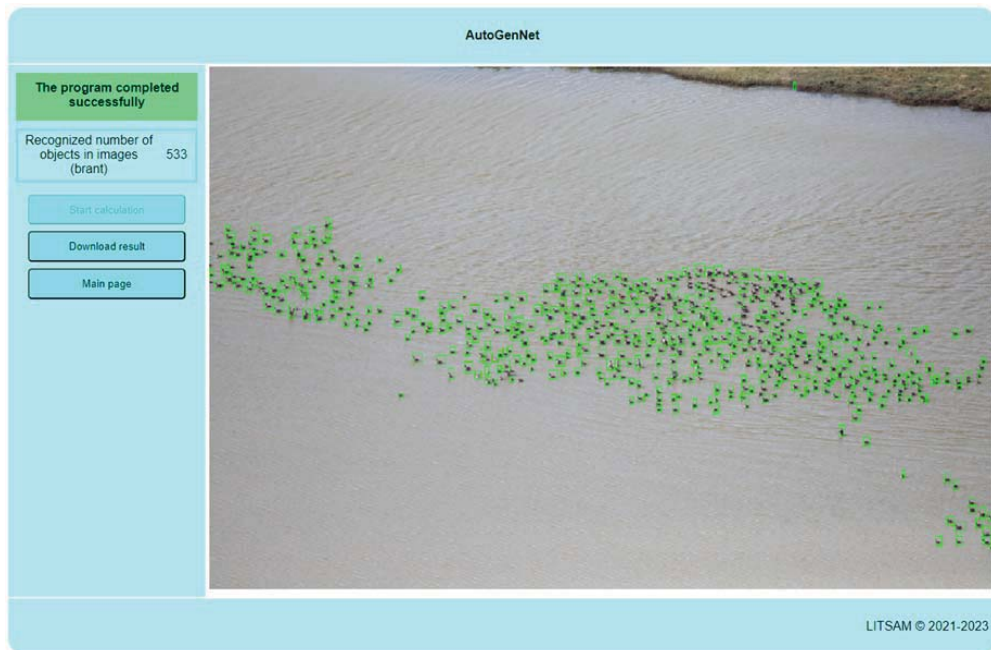 AutoGenNet
The program completed
successfully
Recognized number of
objects in images 533
(brant)
Start calculation
Download result
Main page
LITSAM © 2021-2023